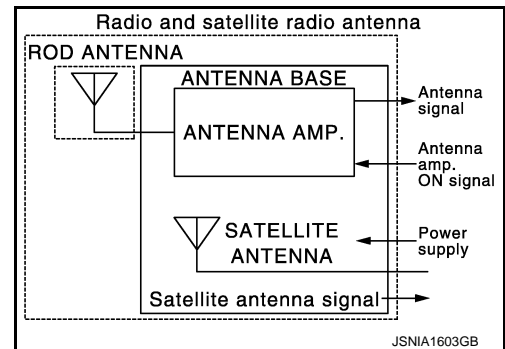 Radio and satellite radio antenna
ROD ANTENNA
ANTENNA BASE
ANTENNA AMP.
Antenna
signal
Antenna
amp.
ON signal
SATELLITE
ANTENNA
Power
supply
Satellite antenna signal
JSNIA1603GB